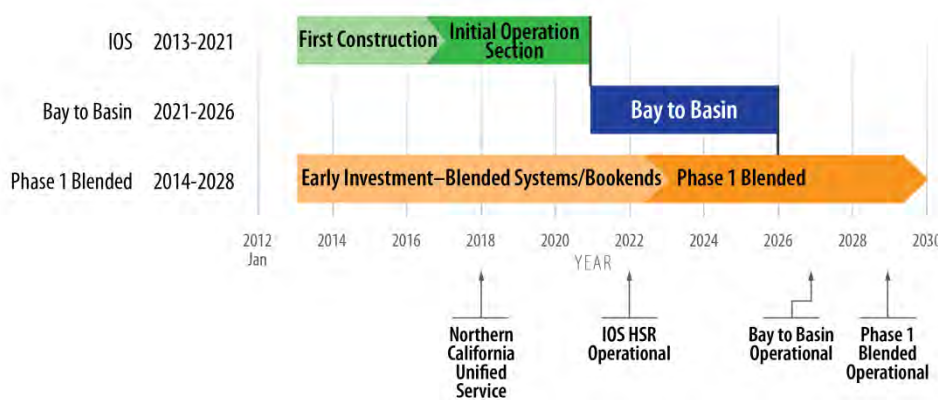 IOS 2013-2021 First Construction Initial Operation
Section
Bay to Basin 2021-2026 Bay to Basin
Phase 1 Blended 2014-2028 Early Investment–Blended Systems/Bookends Phase 1 Blended
2012 2014 2016 2018 2020 2022 2024 2026 2028 2030
Jan
YEAR
Northern
California
Unified
Service
IOS HSR
Operational
Bay to Basin
Operational
Phase 1
Blended
Operational